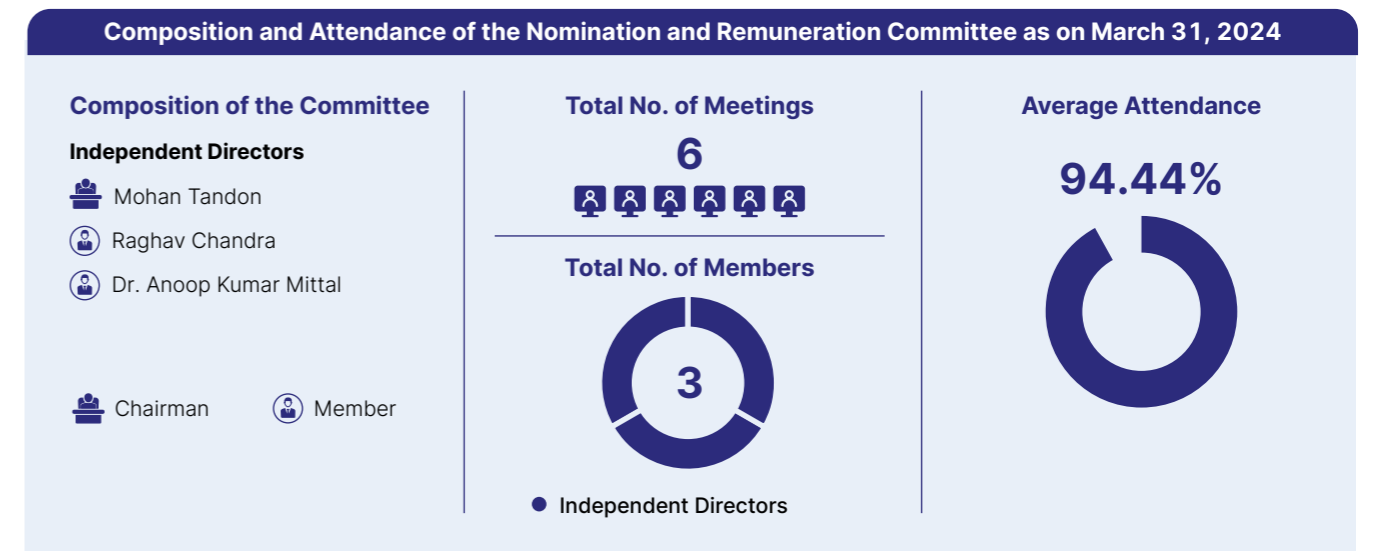 Composition and Attendance of the Nomination and Remuneration Committee as on March 31, 2024
Composition of the Committee
Independent Directors
Mohan Tandon
Raghav Chandra
Dr. Anoop Kumar Mittal
Chairman
Member
Total No. of Meetings
6
Total No. of Members
3
Independent Directors
Average Attendance
94.44%